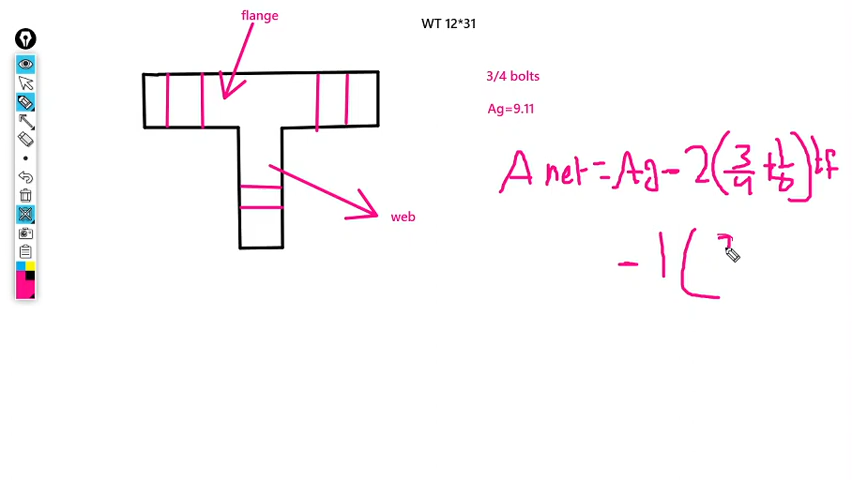 flange
WT 12*31
3/4 bolts
Ag=9.11
A net = Ag - 2(3/4 + 1/8)tf
- 1(3
web